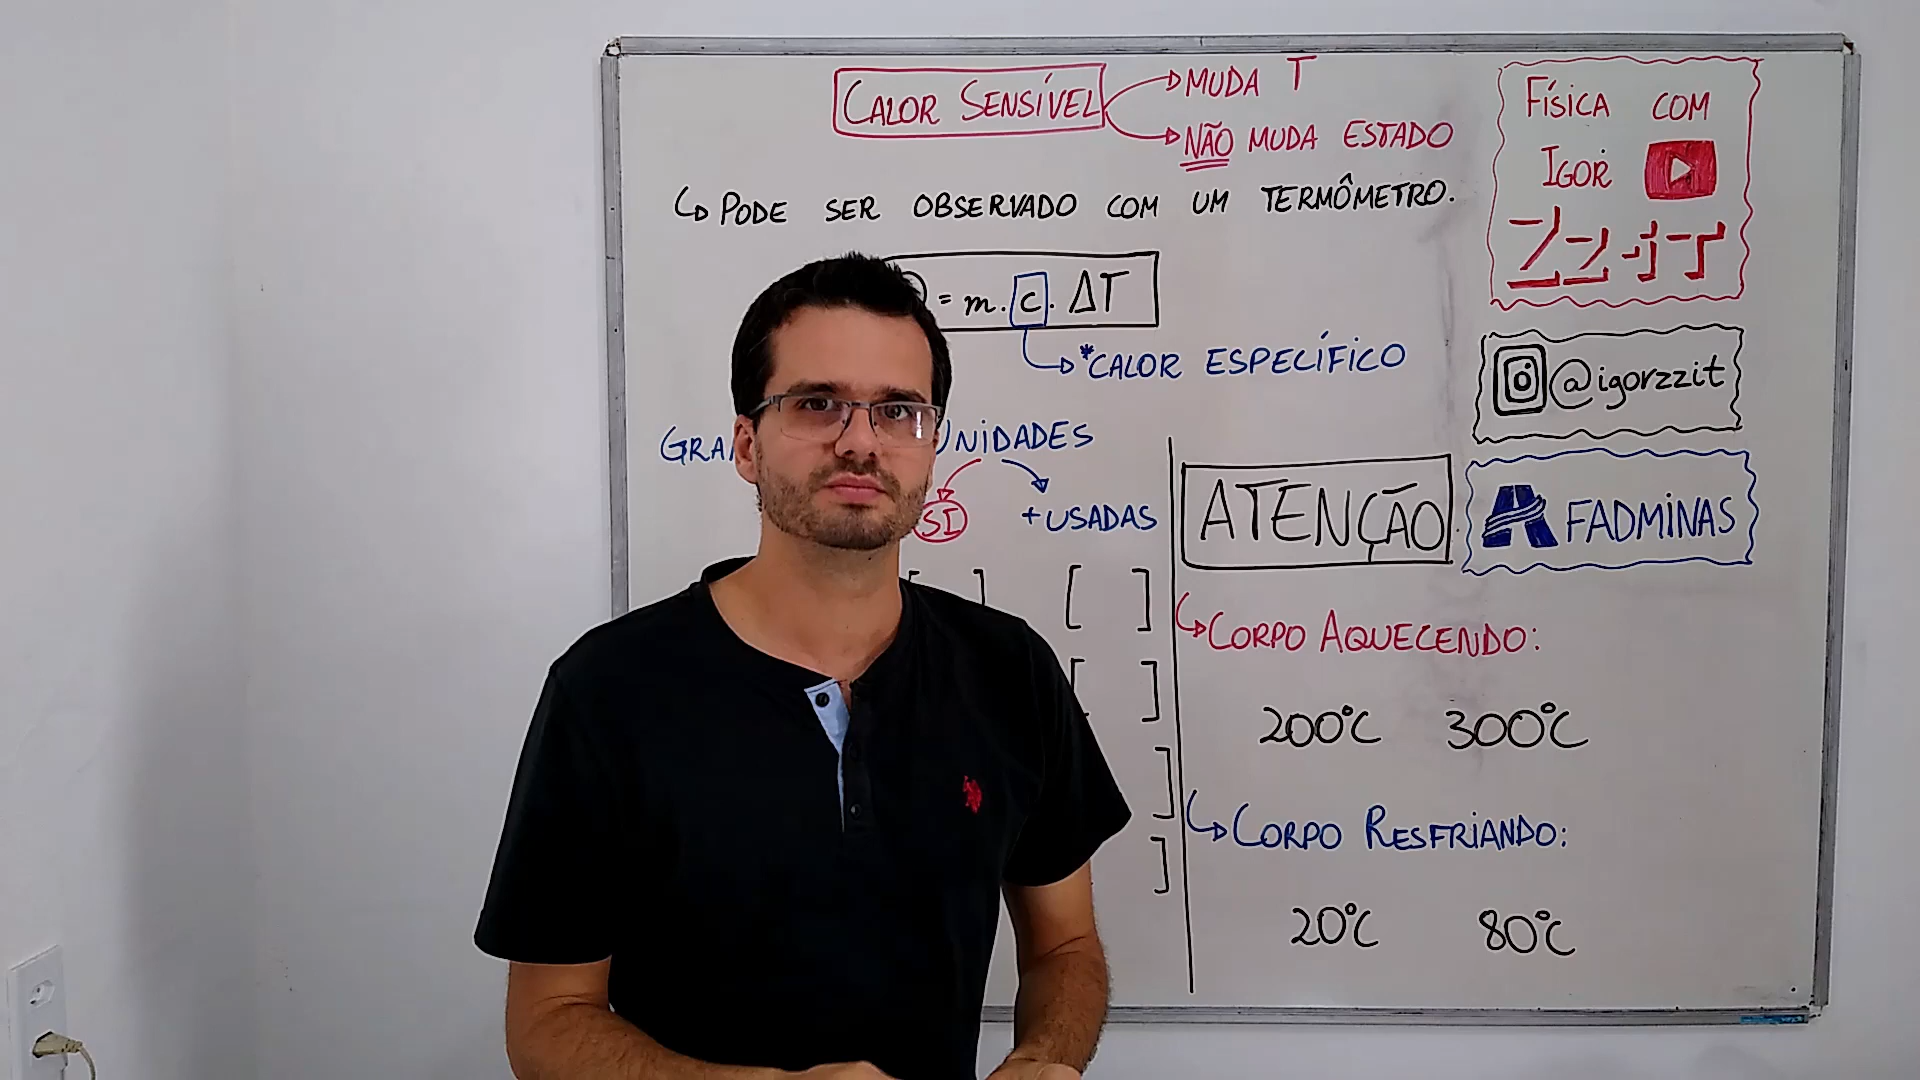 CALOR SENSÍVEL
MUDA T
NÃO MUDA ESTADO
PODE SER OBSERVADO COM UM TERMÔMETRO.
= m.c.ΔT
*CALOR ESPECÍFICO
UNIDADES
SI
+ USADAS
[ ] [ ]
[ ]
]
]
ATENÇÃO
CORPO AQUECENDO:
200°C 300°C
CORPO RESFRIANDO:
20°C 80°C
FÍSICA COM
IGOR
ZZiT
@igorzzit
FADMINAS